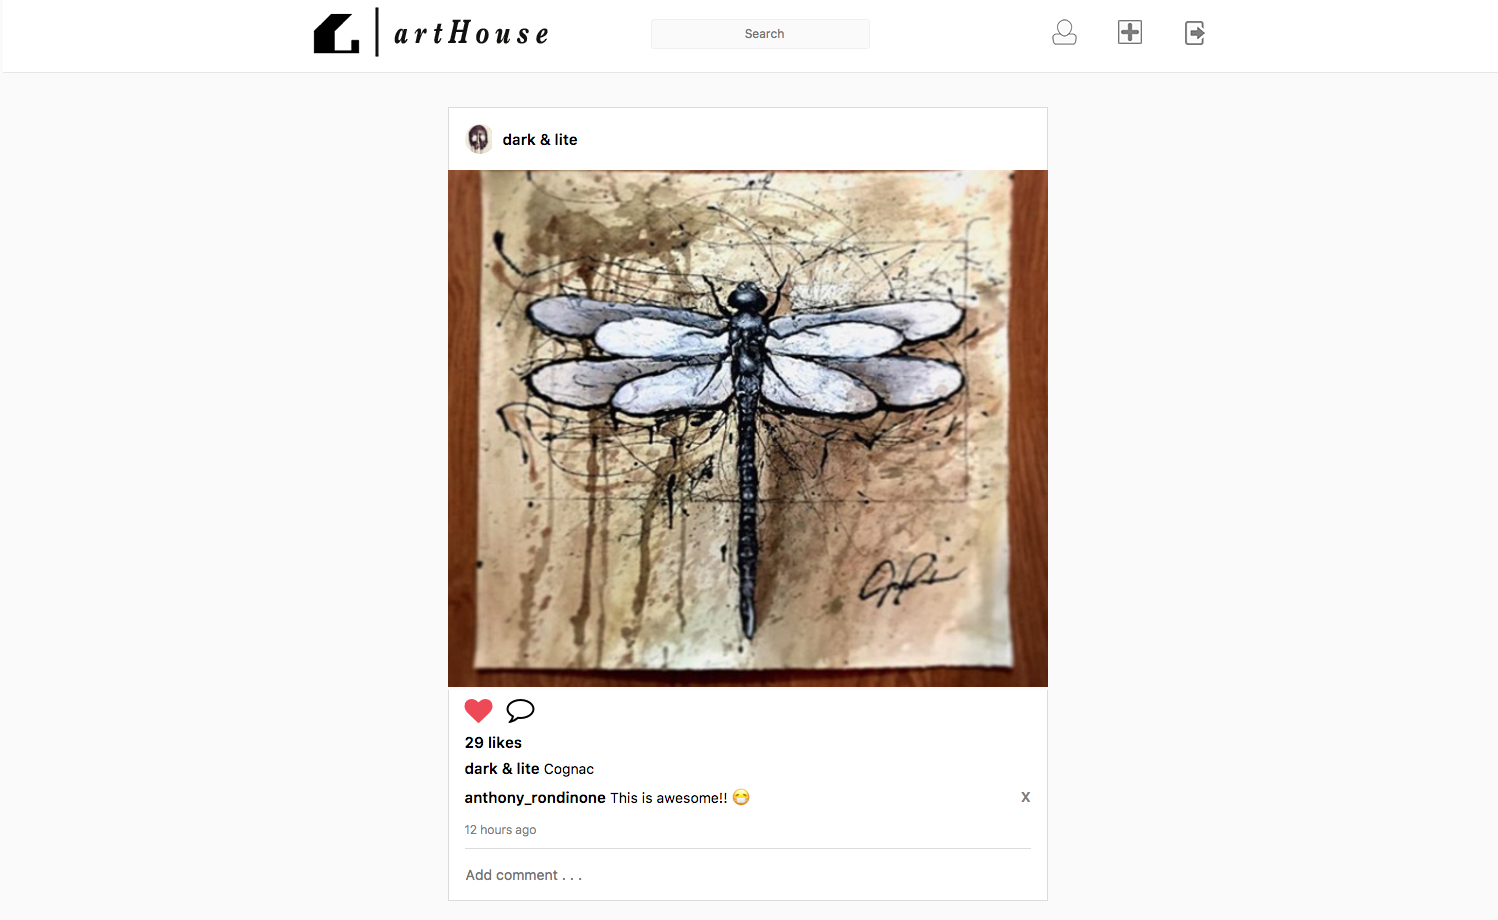 artHouse
Search
dark & lite
29 likes
dark & lite Cognac
anthony_rondinone This is awesome!! 😷
X
12 hours ago
Add comment . . .